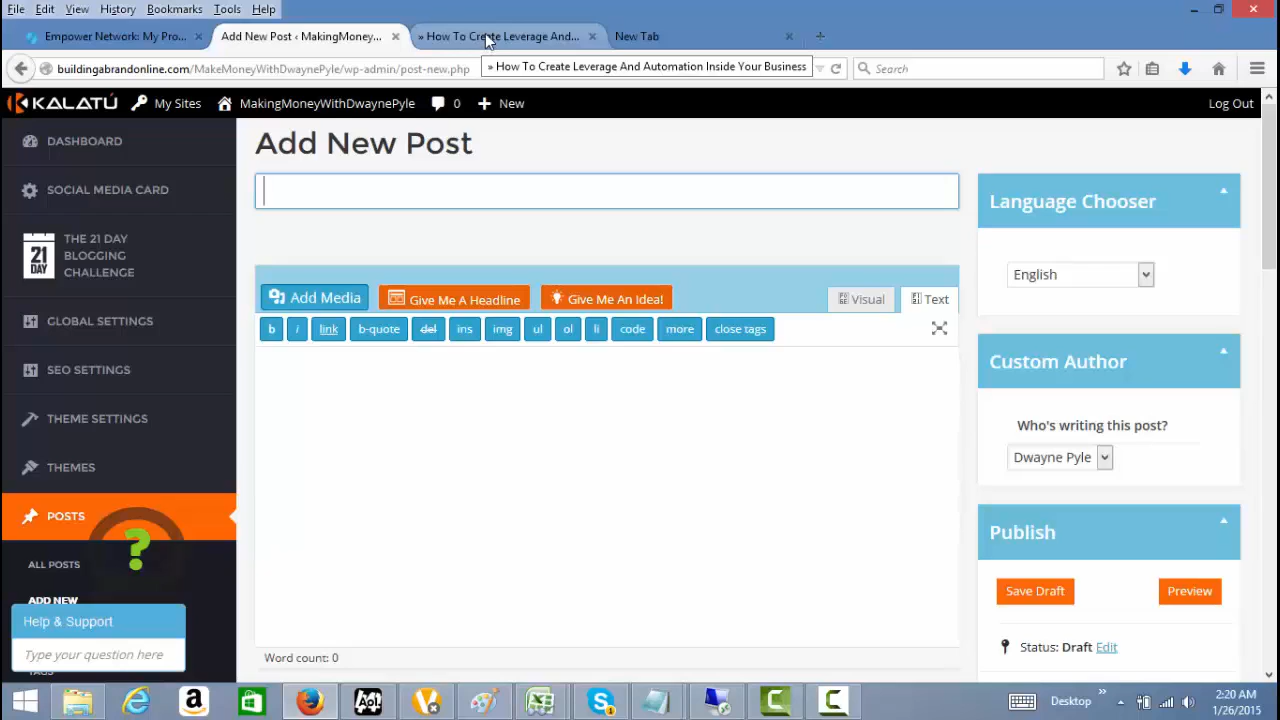 File Edit View History Bookmarks Tools Help
Empower Network: My Pro...
Add New Post ‹ MakingMoney...
» How To Create Leverage And...
New Tab
buildingabrandonline.com/MakeMoneyWithDwaynePyle/wp-admin/post-new.php
» How To Create Leverage And Automation Inside Your Business
Search
KALATÚ
My Sites
MakingMoneyWithDwaynePyle
0
New
Log Out
DASHBOARD
SOCIAL MEDIA CARD
21
DAY
THE 21 DAY
BLOGGING
CHALLENGE
GLOBAL SETTINGS
SEO SETTINGS
THEME SETTINGS
THEMES
POSTS
?
ALL POSTS
ADD NEW
Help & Support
Type your question here
TAGS
Add New Post
Add Media
Give Me A Headline
Give Me An Idea!
Visual
Text
b i link b-quote del ins img ul ol li code more close tags
Word count: 0
Language Chooser
English
Custom Author
Who's writing this post?
Dwayne Pyle
Publish
Save Draft
Preview
Status: Draft Edit
Desktop
2:20 AM
1/26/2015